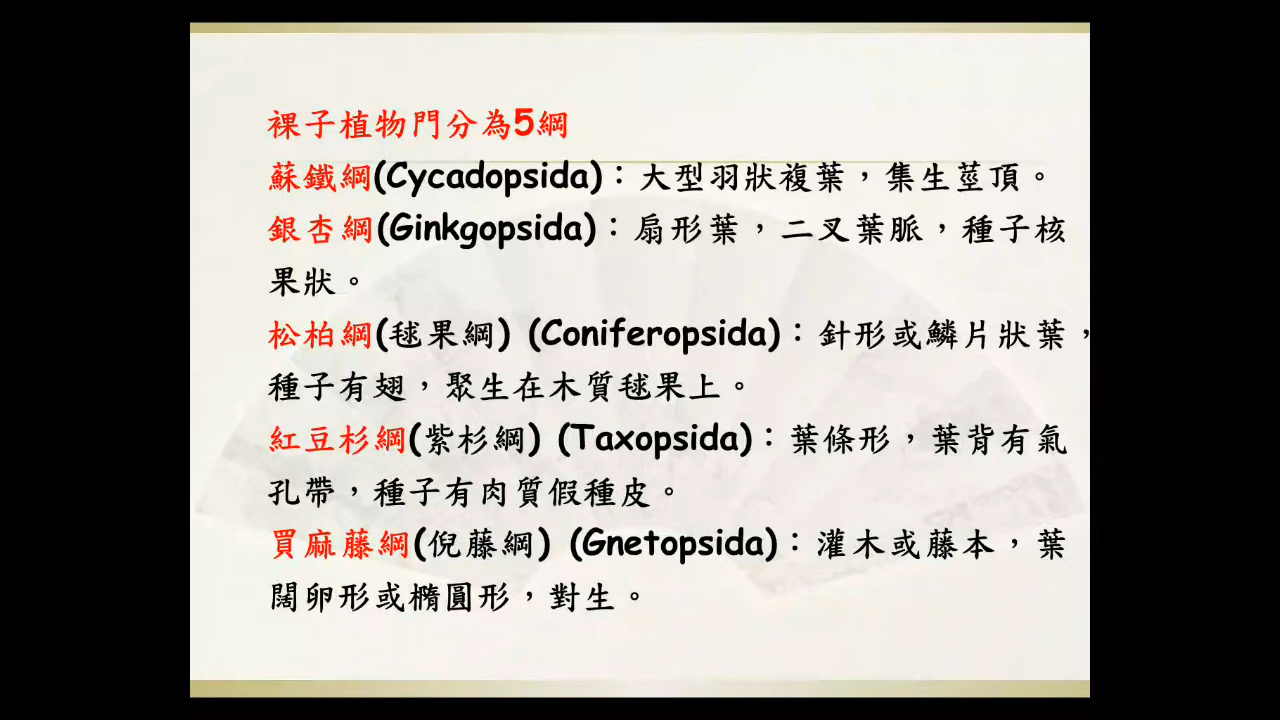 裸子植物門分為5綱
蘇鐵綱(Cycadopsida)：大型羽狀複葉，集生莖頂。
銀杏綱(Ginkgopsida)：扇形葉，二叉葉脈，種子核
果狀。
松柏綱(毬果綱) (Coniferopsida)：針形或鱗片狀葉，
種子有翅，聚生在木質毬果上。
紅豆杉綱(紫杉綱) (Taxopsida)：葉條形，葉背有氣
孔帶，種子有肉質假種皮。
買麻藤綱(倪藤綱) (Gnetopsida)：灌木或藤本，葉
闊卵形或橢圓形，對生。